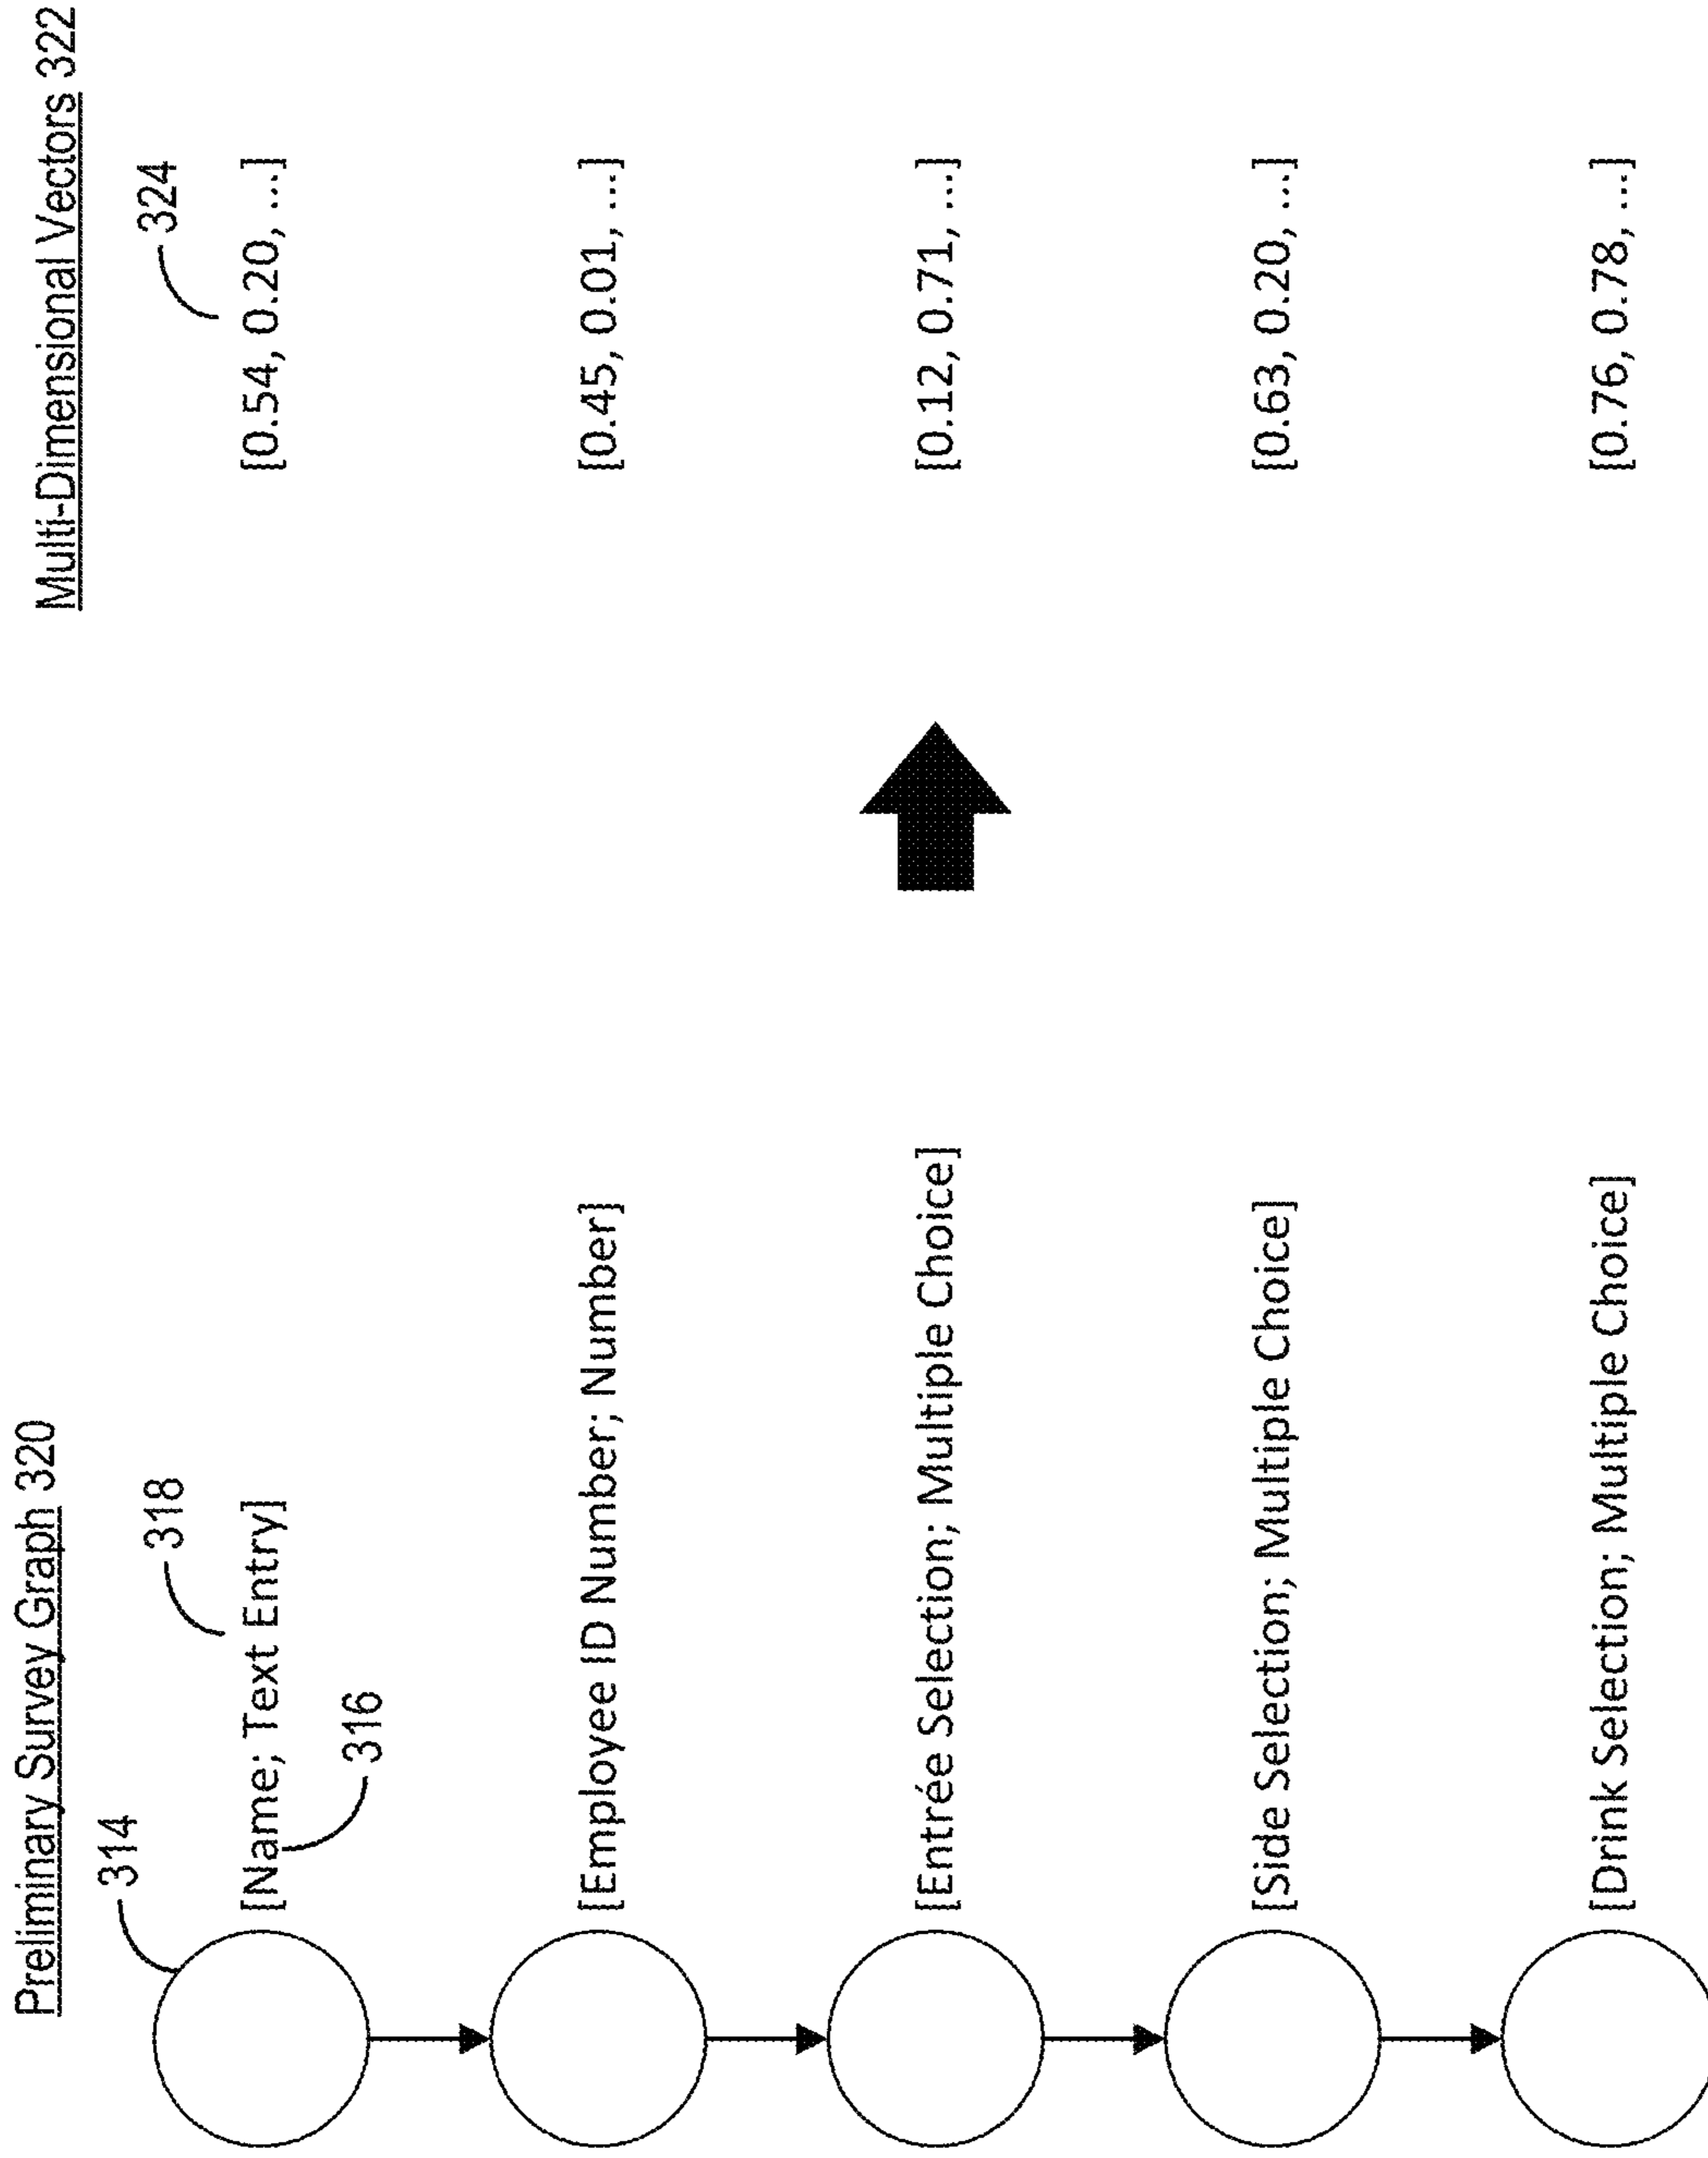 Preliminary Survey Graph 320
Multi-Dimensional Vectors 322
314
318
324
[Name; Text Entry]
[0.54, 0.20, ...]
316
[Employee ID Number; Number]
[0.45, 0.01, ...]
[Entrée Selection; Multiple Choice]
[0.12, 0.71, ...]
[Side Selection; Multiple Choice]
[0.63, 0.20, ...]
[Drink Selection; Multiple Choice]
[0.76, 0.78, ...]